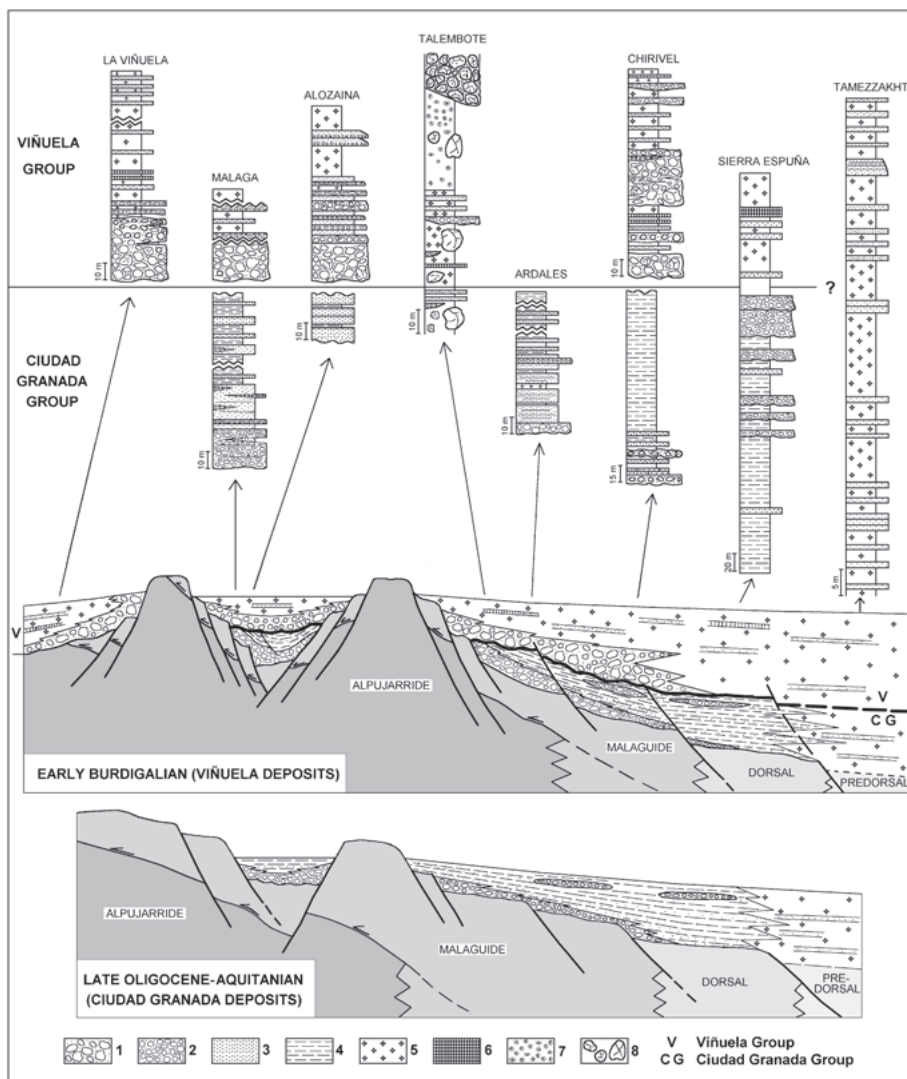 TALEMBOTE
LA VIÑUELA
CHIRIVEL
ALOZAINA
TAMEZZAKHT
VIÑUELA
GROUP
SIERRA ESPUÑA
MALAGA
ARDALES
10 m
10 m
10 m
10 m
?
10 m
CIUDAD
GRANADA
GROUP
10 m
10 m
10 m
15 m
20 m
5 m
V
ALPUJARRIDE
V
C G
MALAGUIDE
EARLY BURDIGALIAN (VIÑUELA DEPOSITS)
DORSAL
PREDORSAL
ALPUJARRIDE
MALAGUIDE
LATE OLIGOCENE-AQUITANIAN
(CIUDAD GRANADA DEPOSITS)
DORSAL
PRE-
DORSAL
1 2 3 4 5 6 7 8 V Viñuela Group
C G Ciudad Granada Group